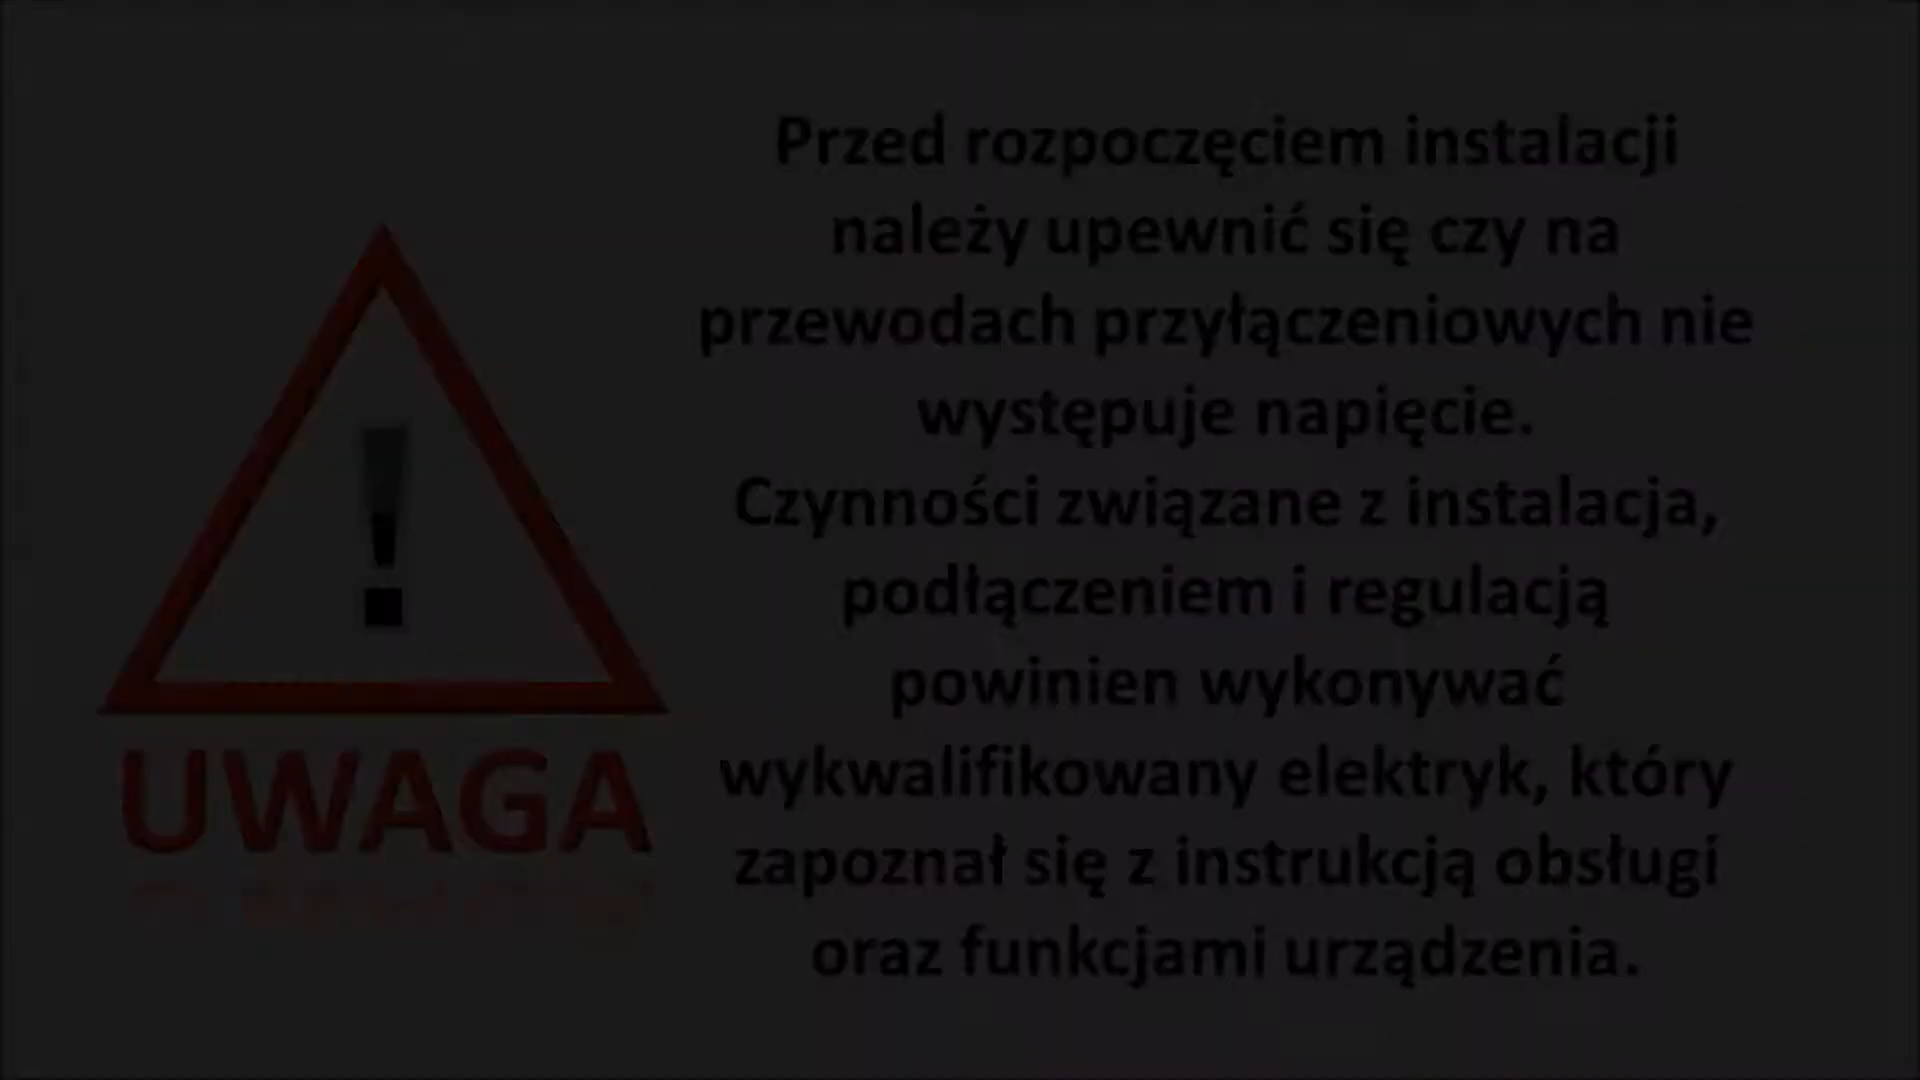 Przed rozpoczęciem instalacji
należy upewnić się czy na
przewodach przyłączeniowych nie
występuje napięcie.
Czynności związane z instalacja,
podłączeniem i regulacją
powinien wykonywać
wykwalifikowany elektryk, który
zapoznał się z instrukcją obsługi
oraz funkcjami urządzenia.
!
UWAGA